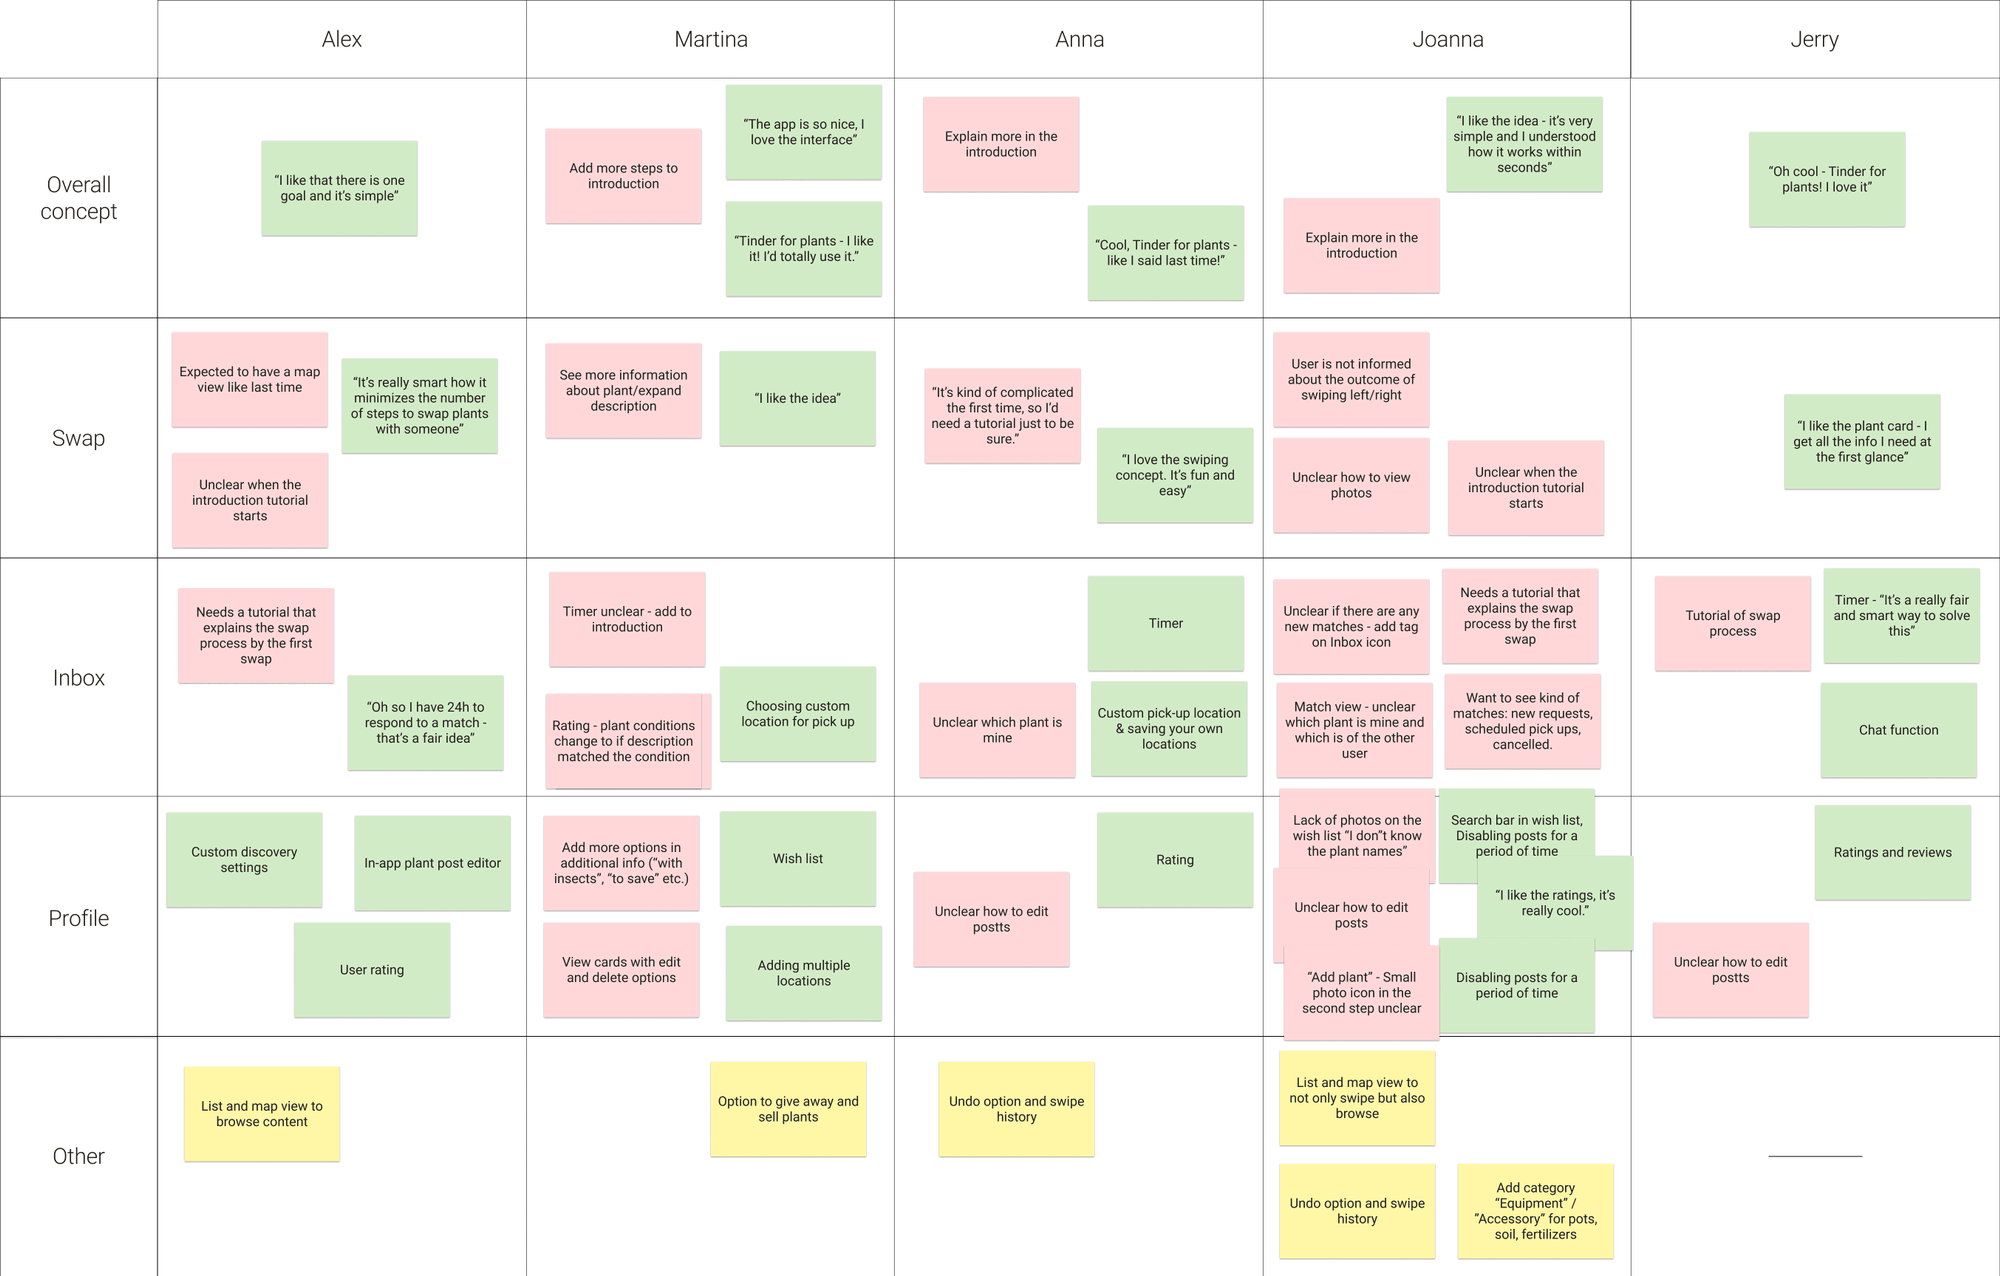 Alex
Martina
Anna
Joanna
Jerry
Overall
concept
“I like that there is one
goal and it’s simple”
Add more steps to
introduction
“The app is so nice, I
love the interface”
“Tinder for plants - I like
it! I’d totally use it.”
Explain more in the
introduction
“Cool, Tinder for plants -
like I said last time!”
“I like the idea - it’s very
simple and I understood
how it works within
seconds”
Explain more in the
introduction
“Oh cool - Tinder for
plants! I love it”
Swap
Expected to have a map
view like last time
“It’s really smart how it
minimizes the number
of steps to swap plants
with someone”
Unclear when the
introduction tutorial
starts
See more information
about plant/expand
description
“I like the idea”
“It’s kind of complicated
the first time, so I’d
need a tutorial just to be
sure.”
“I love the swiping
concept. It’s fun and
easy”
User is not informed
about the outcome of
swiping left/right
Unclear how to view
photos
Unclear when the
introduction tutorial
starts
“I like the plant card - I
get all the info I need at
the first glance”
Inbox
Needs a tutorial that
explains the swap
process by the first
swap
“Oh so I have 24h to
respond to a match -
that’s a fair idea”
Timer unclear - add to
introduction
Rating - plant conditions
change to if description
matched the condition
Choosing custom
location for pick up
Timer
Unclear which plant is
mine
Custom pick-up location
& saving your own
locations
Unclear if there are any
new matches - add tag
on Inbox icon
Needs a tutorial that
explains the swap
process by the first
swap
Match view - unclear
which plant is mine and
which is of the other
user
Want to see kind of
matches: new requests,
scheduled pick ups,
cancelled.
Tutorial of swap
process
Timer - “It’s a really fair
and smart way to solve
this”
Chat function
Profile
Custom discovery
settings
In-app plant post editor
User rating
Add more options in
additional info (“with
insects”, “to save” etc.)
Wish list
View cards with edit
and delete options
Adding multiple
locations
Rating
Unclear how to edit
postts
Lack of photos on the
wish list “I don”t know
the plant names”
Search bar in wish list,
Disabling posts for a
period of time
“I like the ratings, it’s
really cool.”
Unclear how to edit
posts
“Add plant” - Small
photo icon in the
second step unclear
Disabling posts for a
period of time
Ratings and reviews
Unclear how to edit
postts
Other
List and map view to
browse content
Option to give away and
sell plants
Undo option and swipe
history
List and map view to
not only swipe but also
browse
Undo option and swipe
history
Add category
“Equipment” /
”Accessory” for pots,
soil, fertilizers